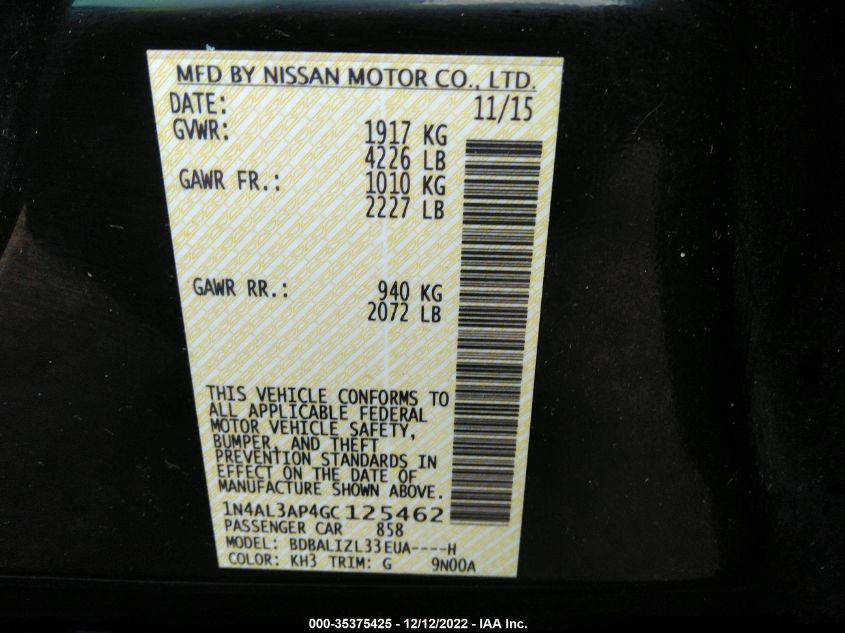 MFD BY NISSAN MOTOR CO., LTD.
DATE: 11/15
GVWR: 1917 KG
4226 LB
GAWR FR.: 1010 KG
2227 LB
GAWR RR.: 940 KG
2072 LB
THIS VEHICLE CONFORMS TO
ALL APPLICABLE FEDERAL
MOTOR VEHICLE SAFETY,
BUMPER, AND THEFT
PREVENTION STANDARDS IN
EFFECT ON THE DATE OF
MANUFACTURE SHOWN ABOVE.
1N4AL3AP4GC125462
PASSENGER CAR 858
MODEL: BDBALIZL33EUA----H
COLOR: KH3 TRIM: G 9N00A
000-35375425 - 12/12/2022 - IAA Inc.